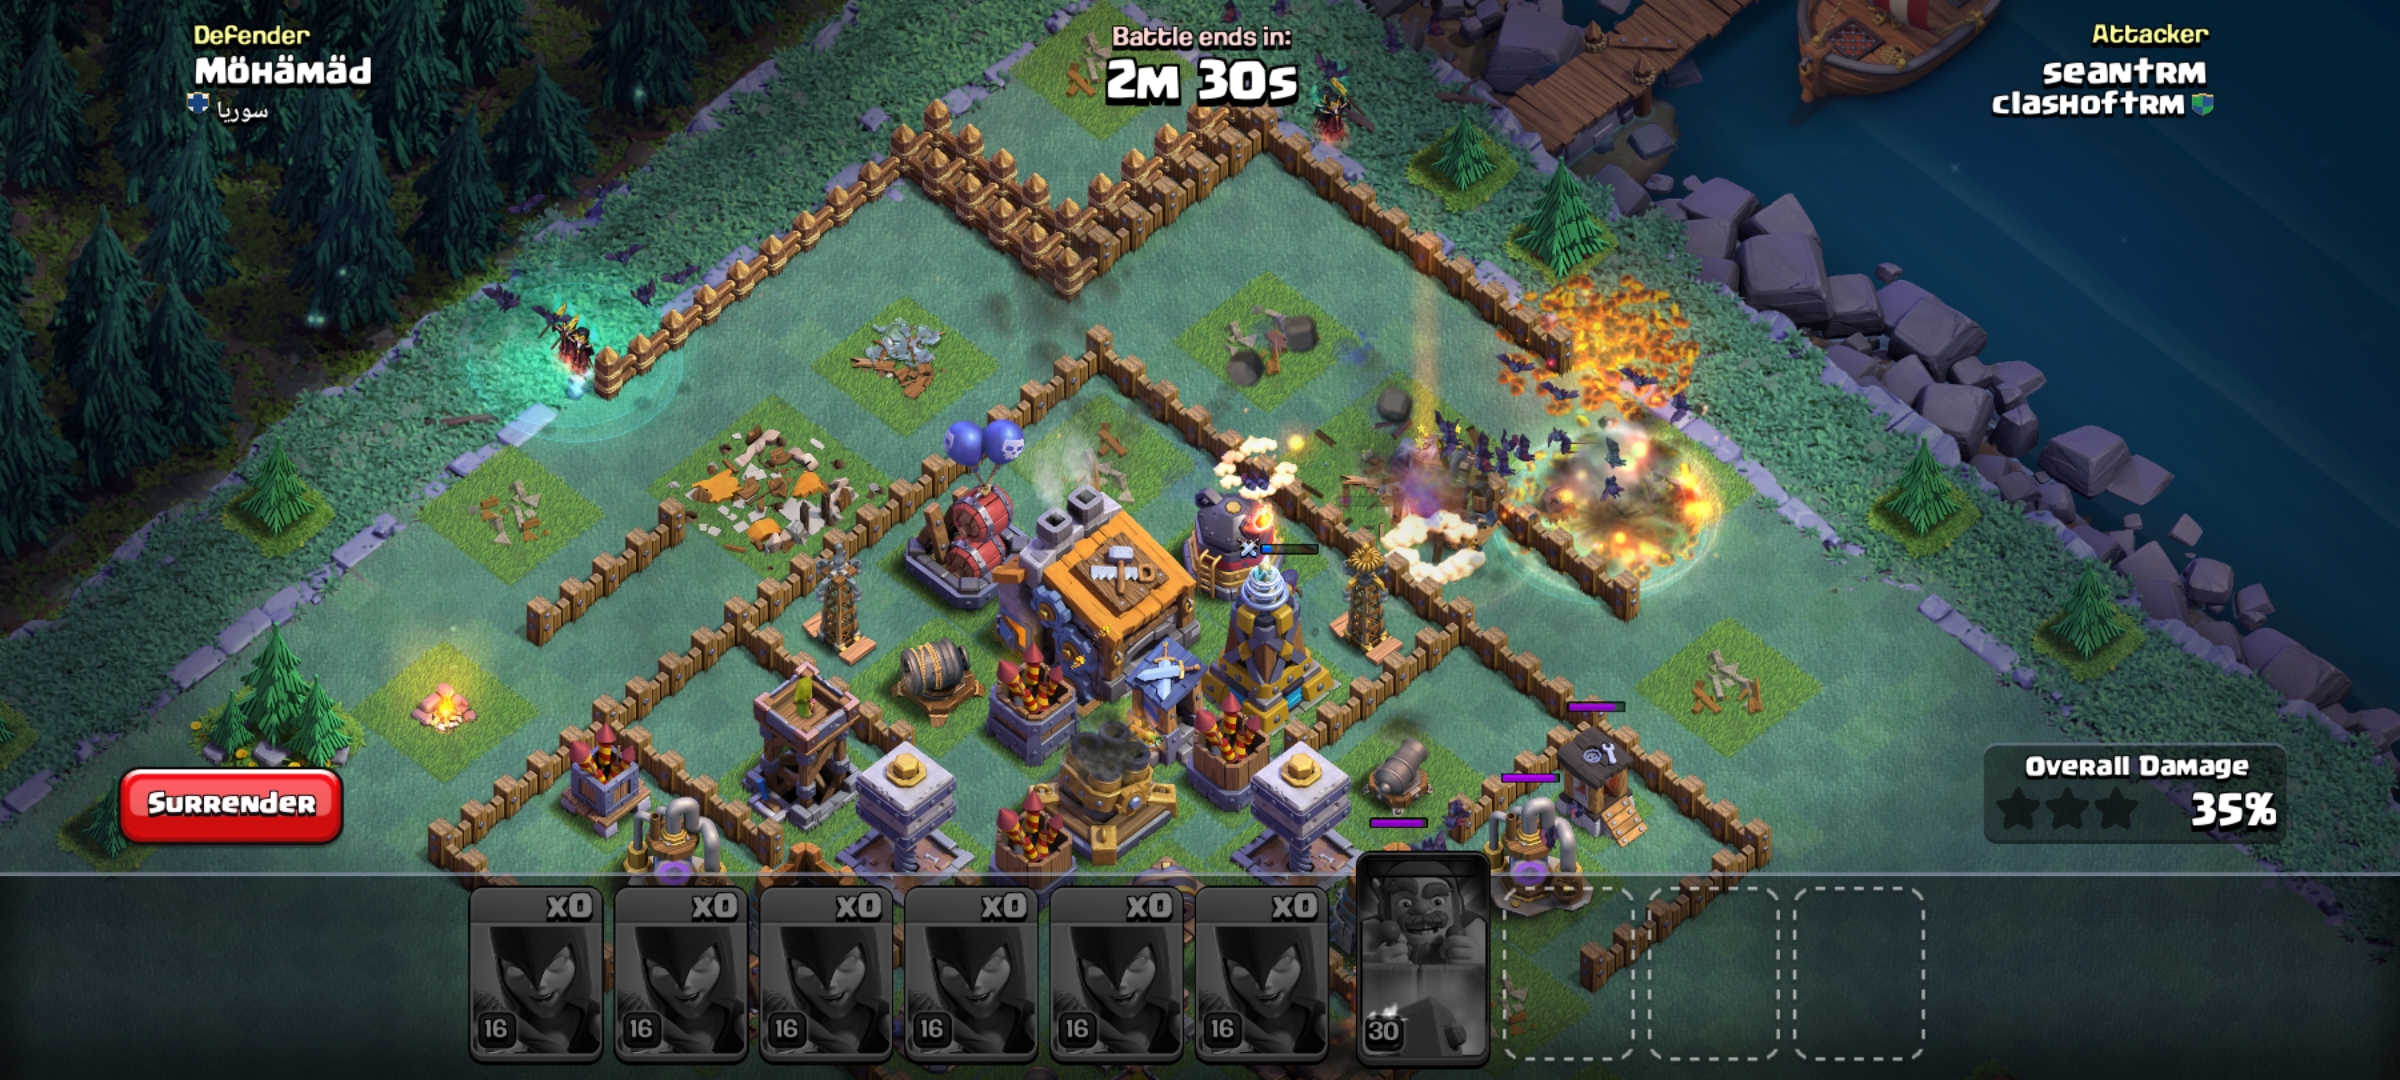 Defender
Möhämäd
سوريا
Battle ends in:
2M 30s
Attacker
seantRM
clashoftRM
Surrender
Overall Damage
35%
x0
x0
x0
x0
x0
x0
16
16
16
16
16
16
30